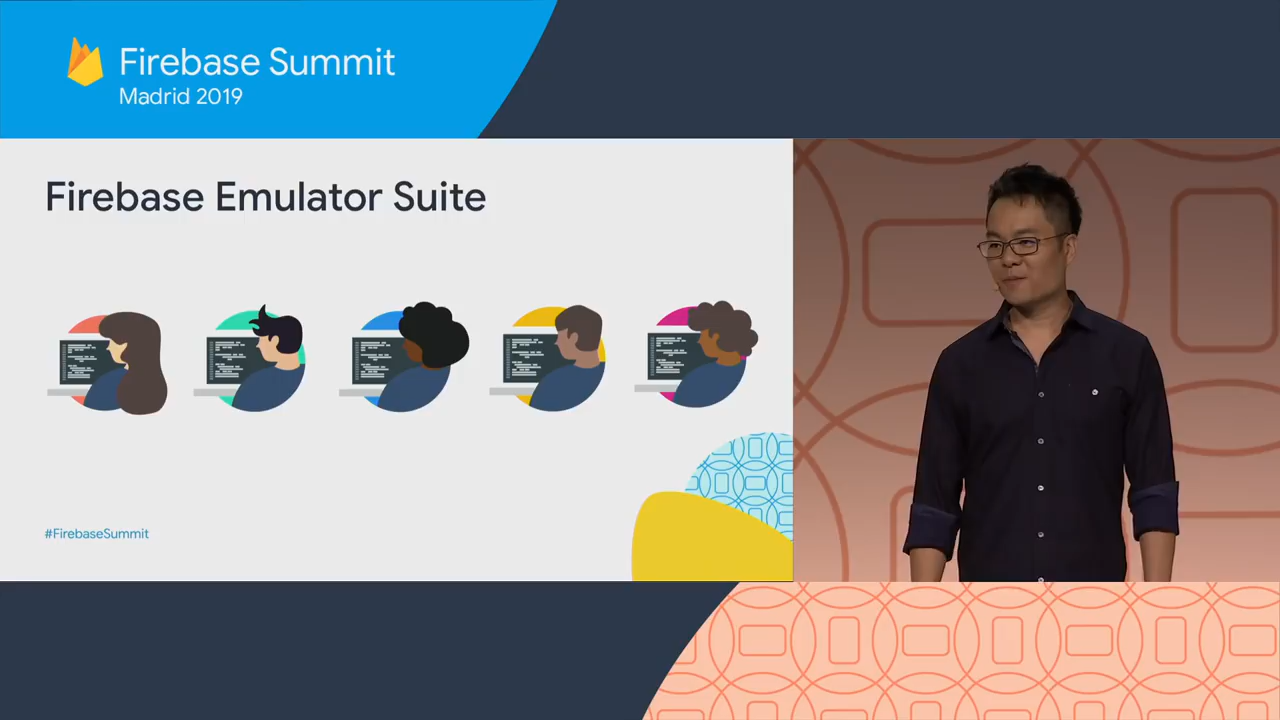 Firebase Summit
Madrid 2019
Firebase Emulator Suite
#FirebaseSummit